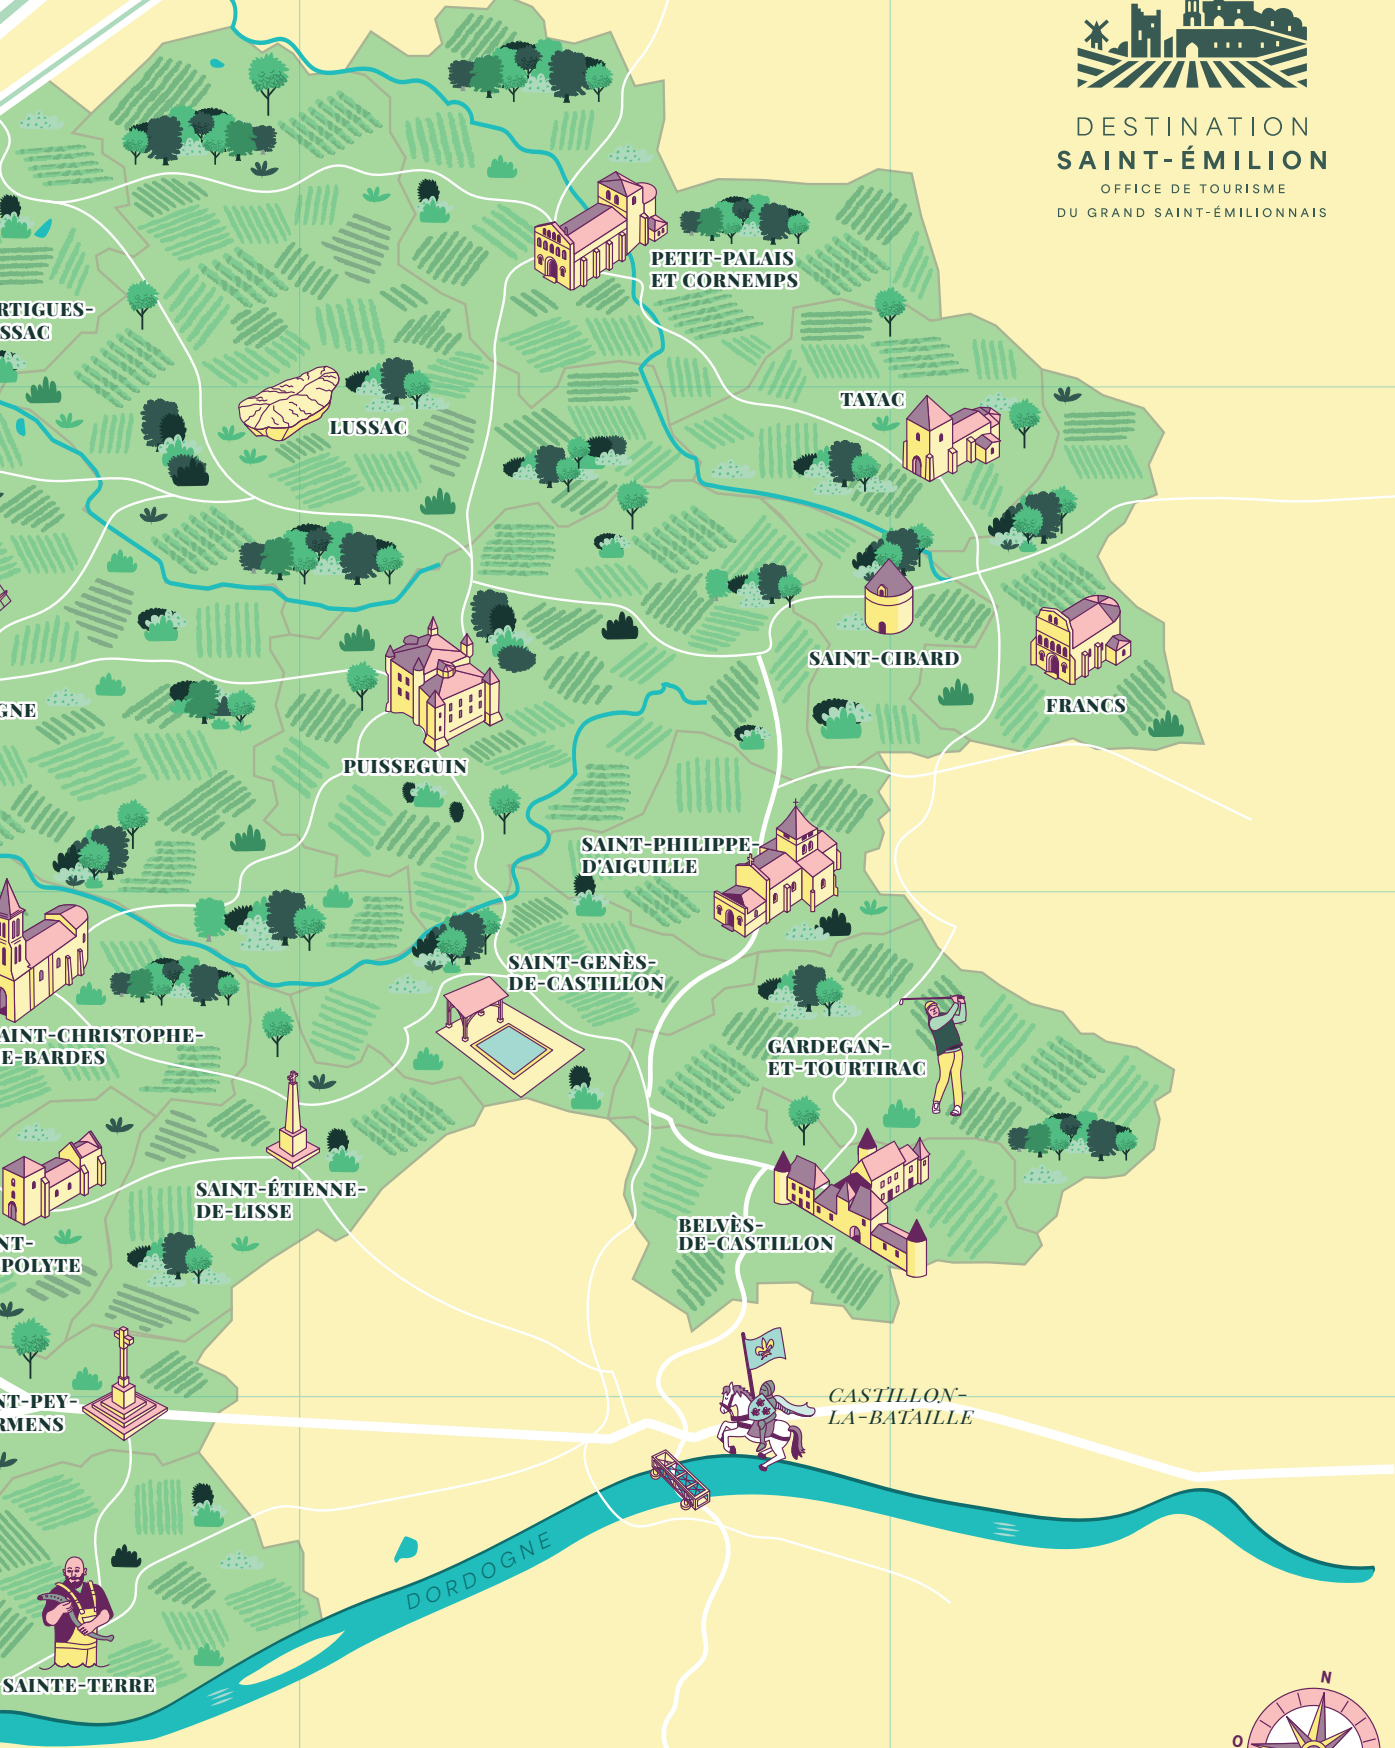 DESTINATION
SAINT-ÉMILION
OFFICE DE TOURISME
DU GRAND SAINT-ÉMILIONNAIS
PETIT-PALAIS
ET CORNEMPS
RTIGUES-
SSAC
TAYAC
LUSSAC
SAINT-CIBARD
FRANCS
GNE
PUISSEGUIN
SAINT-PHILIPPE-
D'AIGUILLE
SAINT-GENÈS-
DE-CASTILLON
AINT-CHRISTOPHE-
E-BARDES
GARDEGAN-
ET-TOURTIRAC
SAINT-ÉTIENNE-
DE-LISSE
BELVÈS-
DE-CASTILLON
NT-
POLYTE
CASTILLON-
LA-BATAILLE
NT-PEY-
RMENS
DORDOGNE
SAINTE-TERRE
N
O